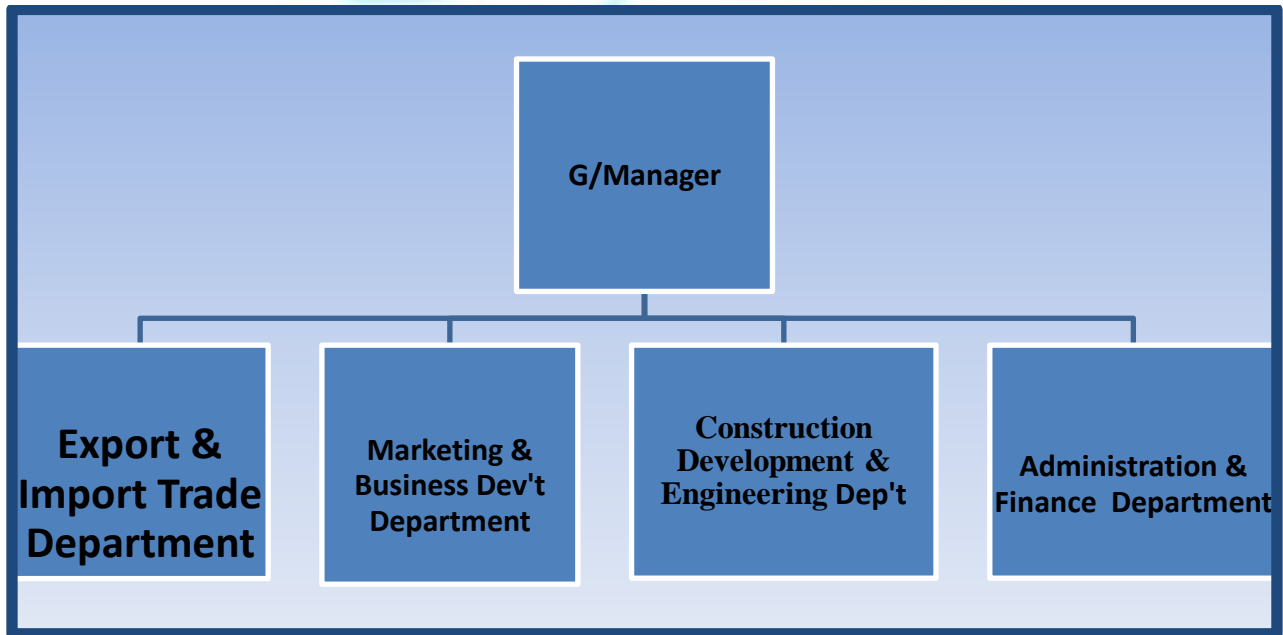 G/Manager
Export &
Import Trade
Department
Marketing &
Business Dev't
Department
Construction
Development &
Engineering Dep't
Administration &
Finance Department